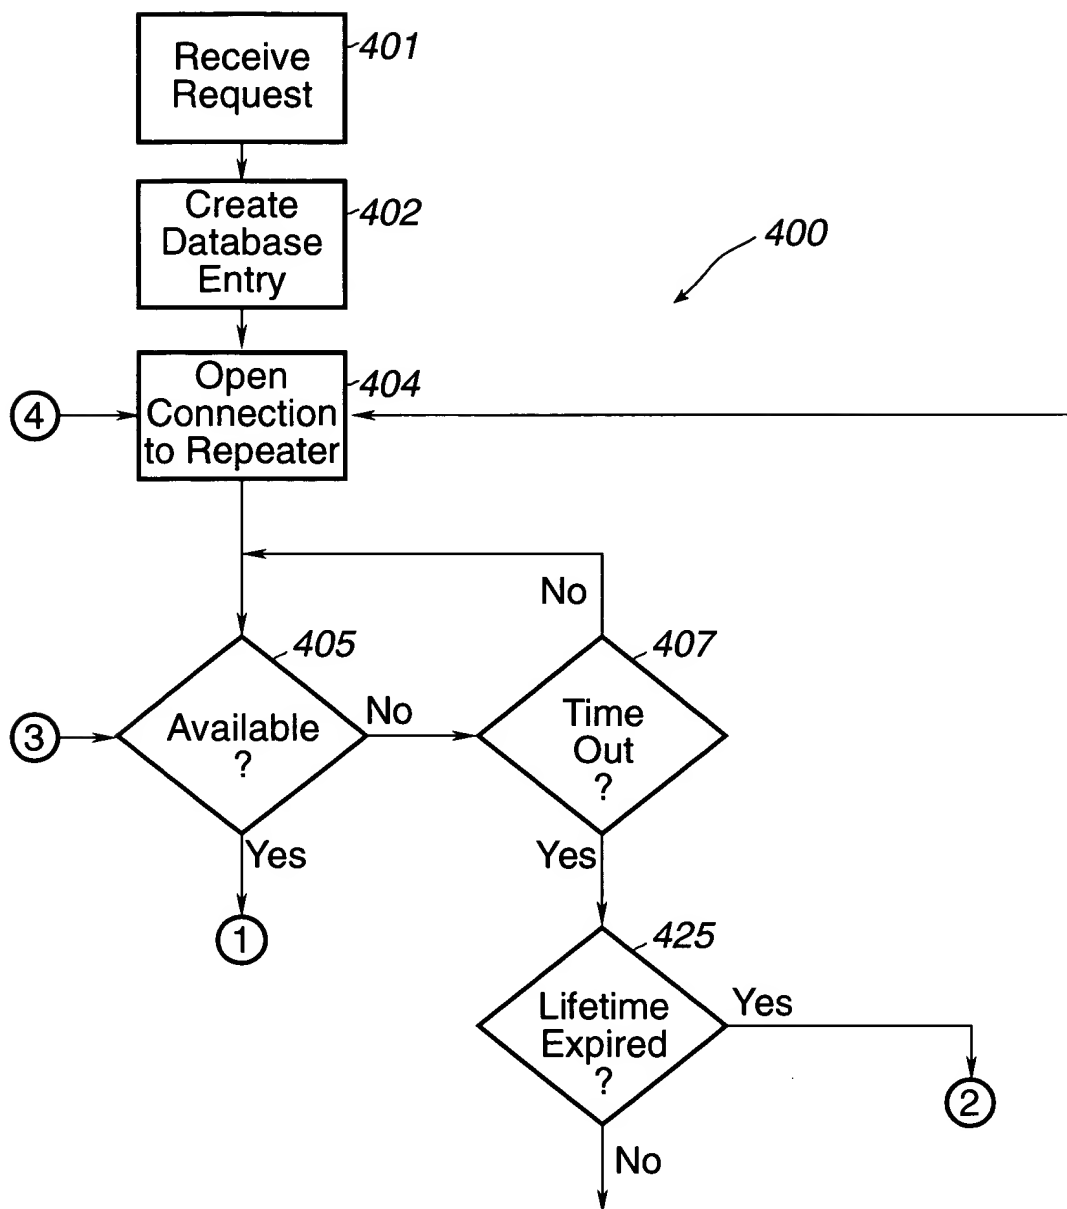 Receive
Request
401
Create
Database
Entry
402
400
Open
Connection
to Repeater
404
4
No
405
407
3
Available
?
No
Time
Out
?
Yes
Yes
1
425
Lifetime
Expired
?
Yes
2
No